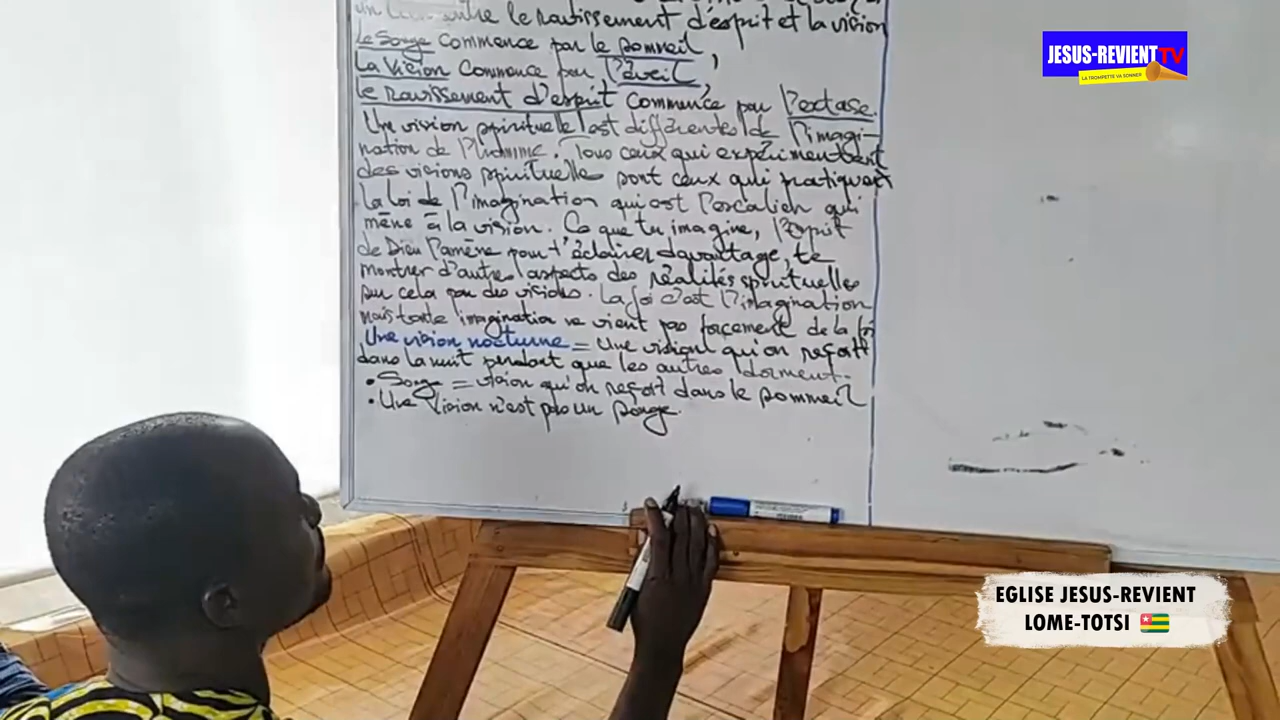 entre le ravissement d'esprit et la vision
Le Songe commence par le sommeil,
La Vision commence par l'éveil
Le ravissement d'esprit commence par l'extase.
Une vision spirituelle est différentes de l'imagi-
nation de l'homme. Tous ceux qui expérimentent
des visions spirituelles sont ceux qui pratiquent
la loi de l'imagination qui est l'escalier qui
mène à la vision. Ce que tu imagine, l'Esprit
de Dieu l'amène pour t'éclairer davantage, te
montrer d'autres aspects des réalités spirituelles
sur cela par des visions. La foi c'est l'imagination
mais toute imagination ne vient pas forcément de la foi
Une vision nocturne = Une vision qu'on reçoit
dans la nuit pendant que les autres dorment.
• Songe = vision qu'on reçoit dans le sommeil
• Une Vision n'est pas un songe.
JESUS-REVIENT TV
LA TROMPETTE VA SONNER
EGLISE JESUS-REVIENT
LOME-TOTSI